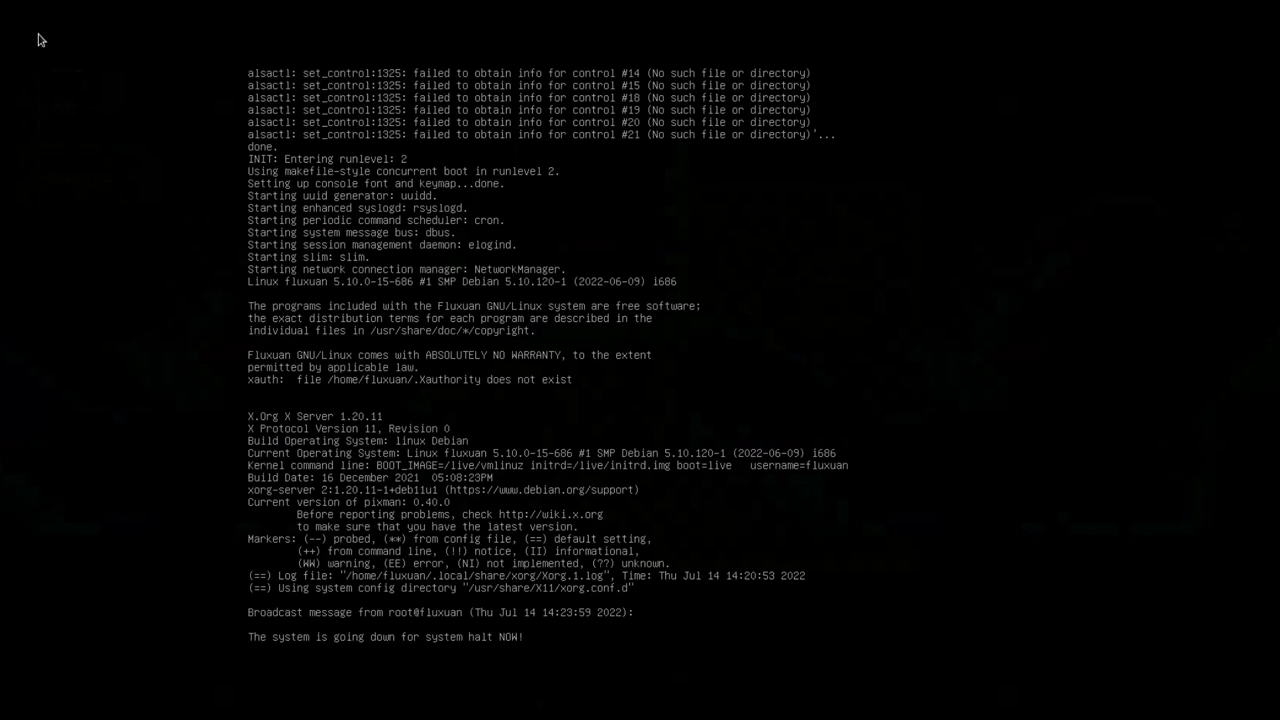 alsactl: set_control:1325: failed to obtain info for control #14 (No such file or directory)
alsactl: set_control:1325: failed to obtain info for control #15 (No such file or directory)
alsactl: set_control:1325: failed to obtain info for control #18 (No such file or directory)
alsactl: set_control:1325: failed to obtain info for control #19 (No such file or directory)
alsactl: set_control:1325: failed to obtain info for control #20 (No such file or directory)
alsactl: set_control:1325: failed to obtain info for control #21 (No such file or directory)'...
done.
INIT: Entering runlevel: 2
Using makefile-style concurrent boot in runlevel 2.
Setting up console font and keymap...done.
Starting uuid generator: uuidd.
Starting enhanced syslogd: rsyslogd.
Starting periodic command scheduler: cron.
Starting system message bus: dbus.
Starting session management daemon: elogind.
Starting slim: slim.
Starting network connection manager: NetworkManager.
Linux fluxuan 5.10.0-15-686 #1 SMP Debian 5.10.120-1 (2022-06-09) i686
The programs included with the Fluxuan GNU/Linux system are free software;
the exact distribution terms for each program are described in the
individual files in /usr/share/doc/*/copyright.
Fluxuan GNU/Linux comes with ABSOLUTELY NO WARRANTY, to the extent
permitted by applicable law.
xauth:  file /home/fluxuan/.Xauthority does not exist
X.Org X Server 1.20.11
X Protocol Version 11, Revision 0
Build Operating System: linux Debian
Current Operating System: Linux fluxuan 5.10.0-15-686 #1 SMP Debian 5.10.120-1 (2022-06-09) i686
Kernel command line: BOOT_IMAGE=/live/vmlinuz initrd=/live/initrd.img boot=live   username=fluxuan
Build Date: 16 December 2021  05:08:23PM
xorg-server 2:1.20.11-1+deb11u1 (https://www.debian.org/support)
Current version of pixman: 0.40.0
Before reporting problems, check http://wiki.x.org
to make sure that you have the latest version.
Markers: (--) probed, (**) from config file, (==) default setting,
(++) from command line, (!!) notice, (II) informational,
(WW) warning, (EE) error, (NI) not implemented, (??) unknown.
(==) Log file: "/home/fluxuan/.local/share/xorg/Xorg.1.log", Time: Thu Jul 14 14:20:53 2022
(==) Using system config directory "/usr/share/X11/xorg.conf.d"
Broadcast message from root@fluxuan (Thu Jul 14 14:23:59 2022):
The system is going down for system halt NOW!